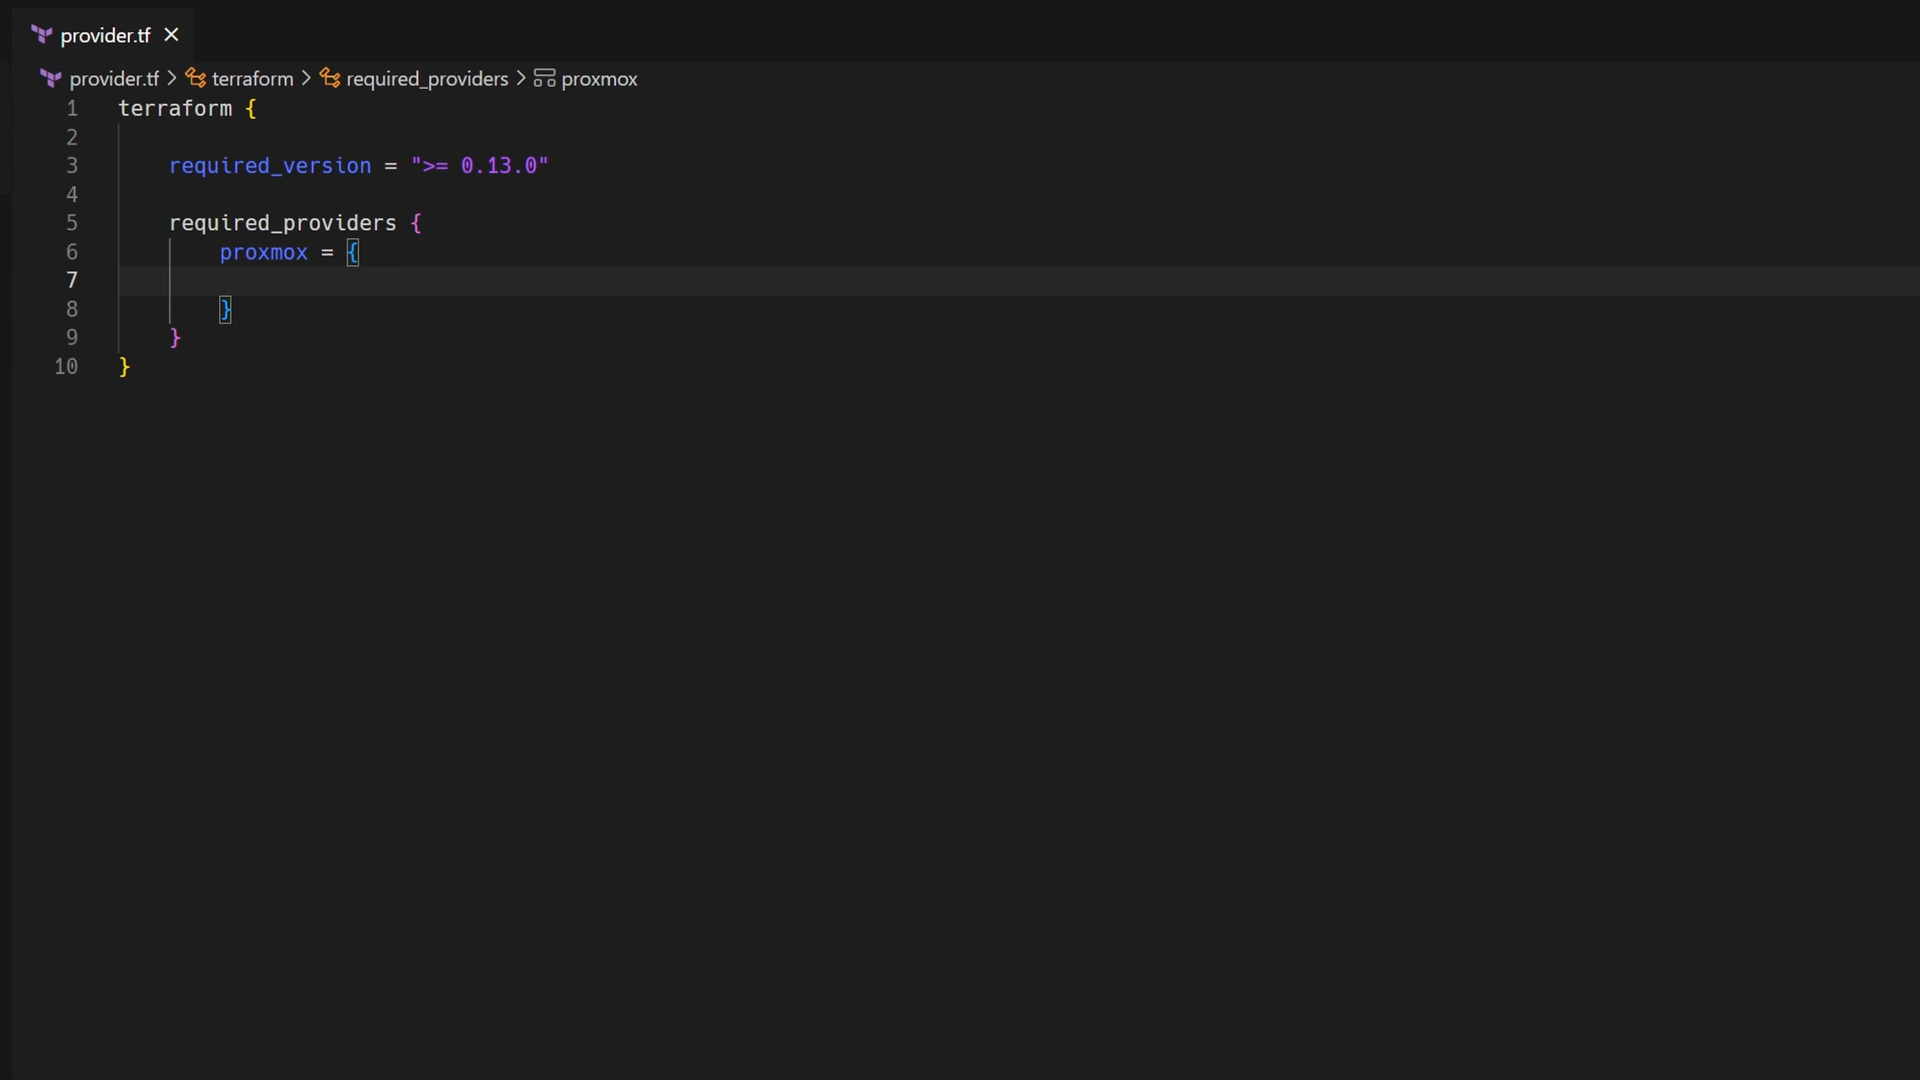 provider.tf
provider.tf > terraform > required_providers > proxmox
1 terraform {
2
3     required_version = ">= 0.13.0"
4
5     required_providers {
6         proxmox = {
7
8         }
9     }
10 }